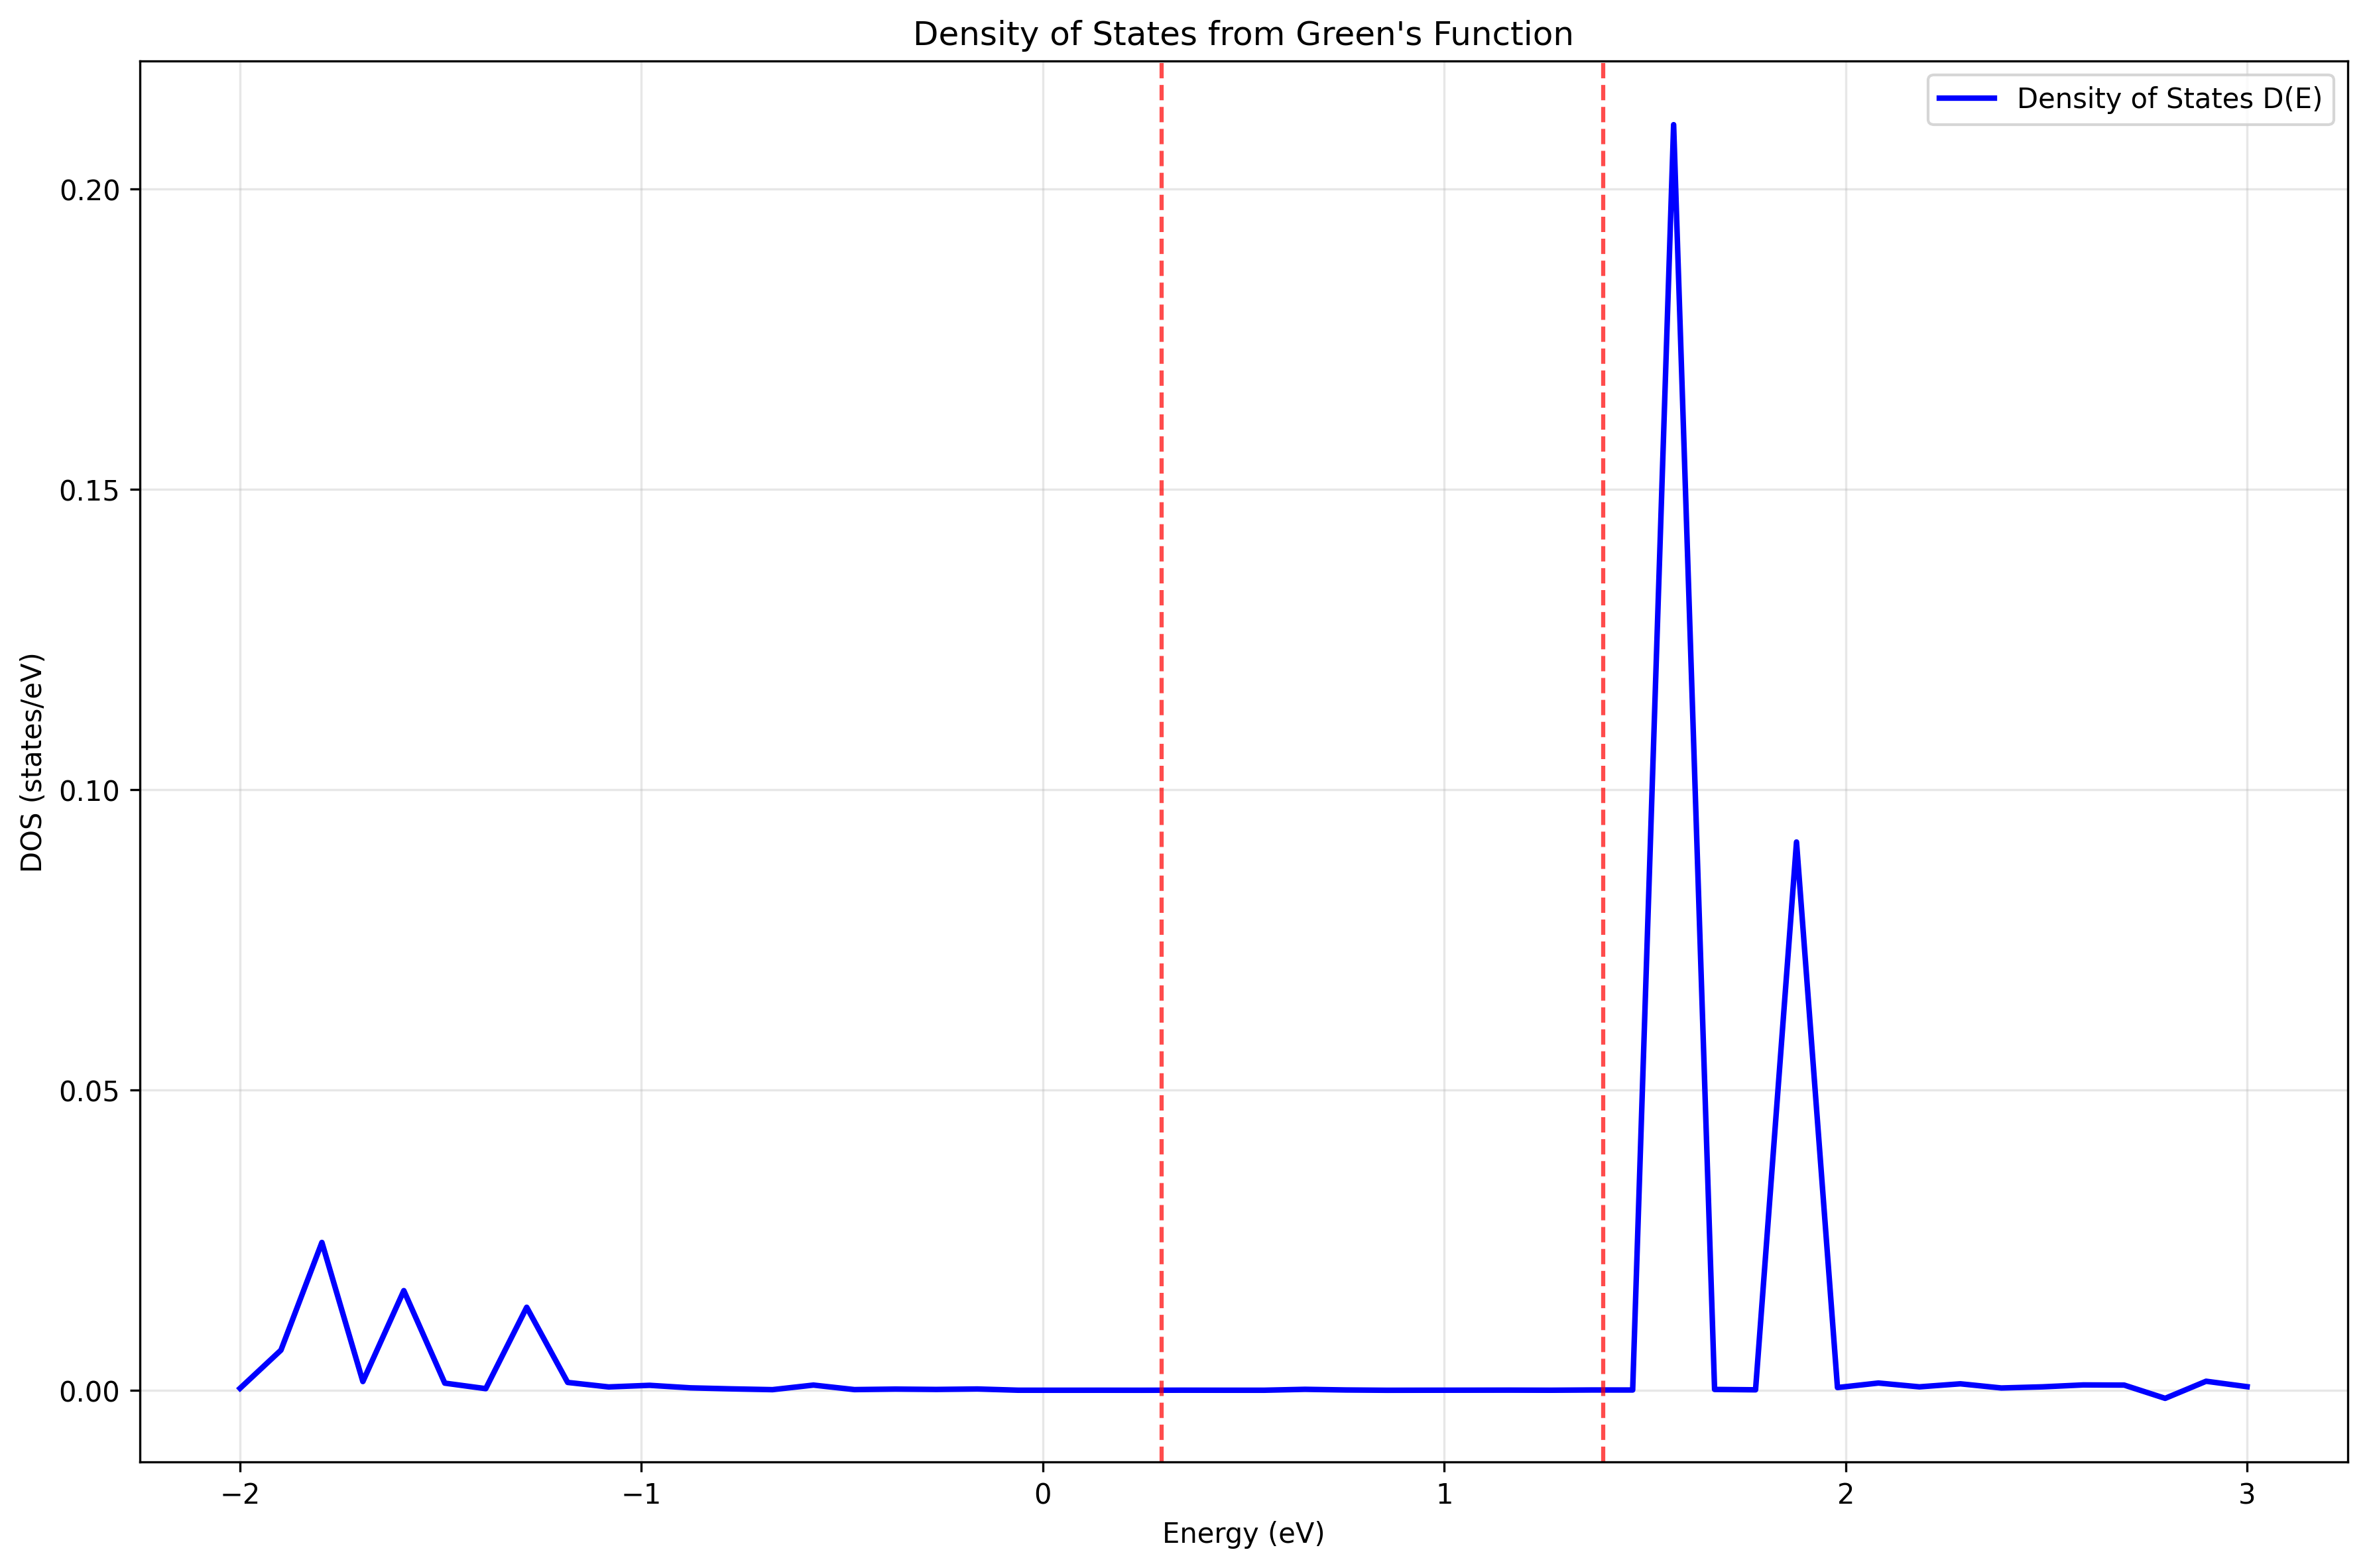 Density of States from Green's Function
Density of States D(E)
0.20
0.15
0.10
0.05
0.00
DOS (states/eV)
−2 −1 0 1 2 3
Energy (eV)